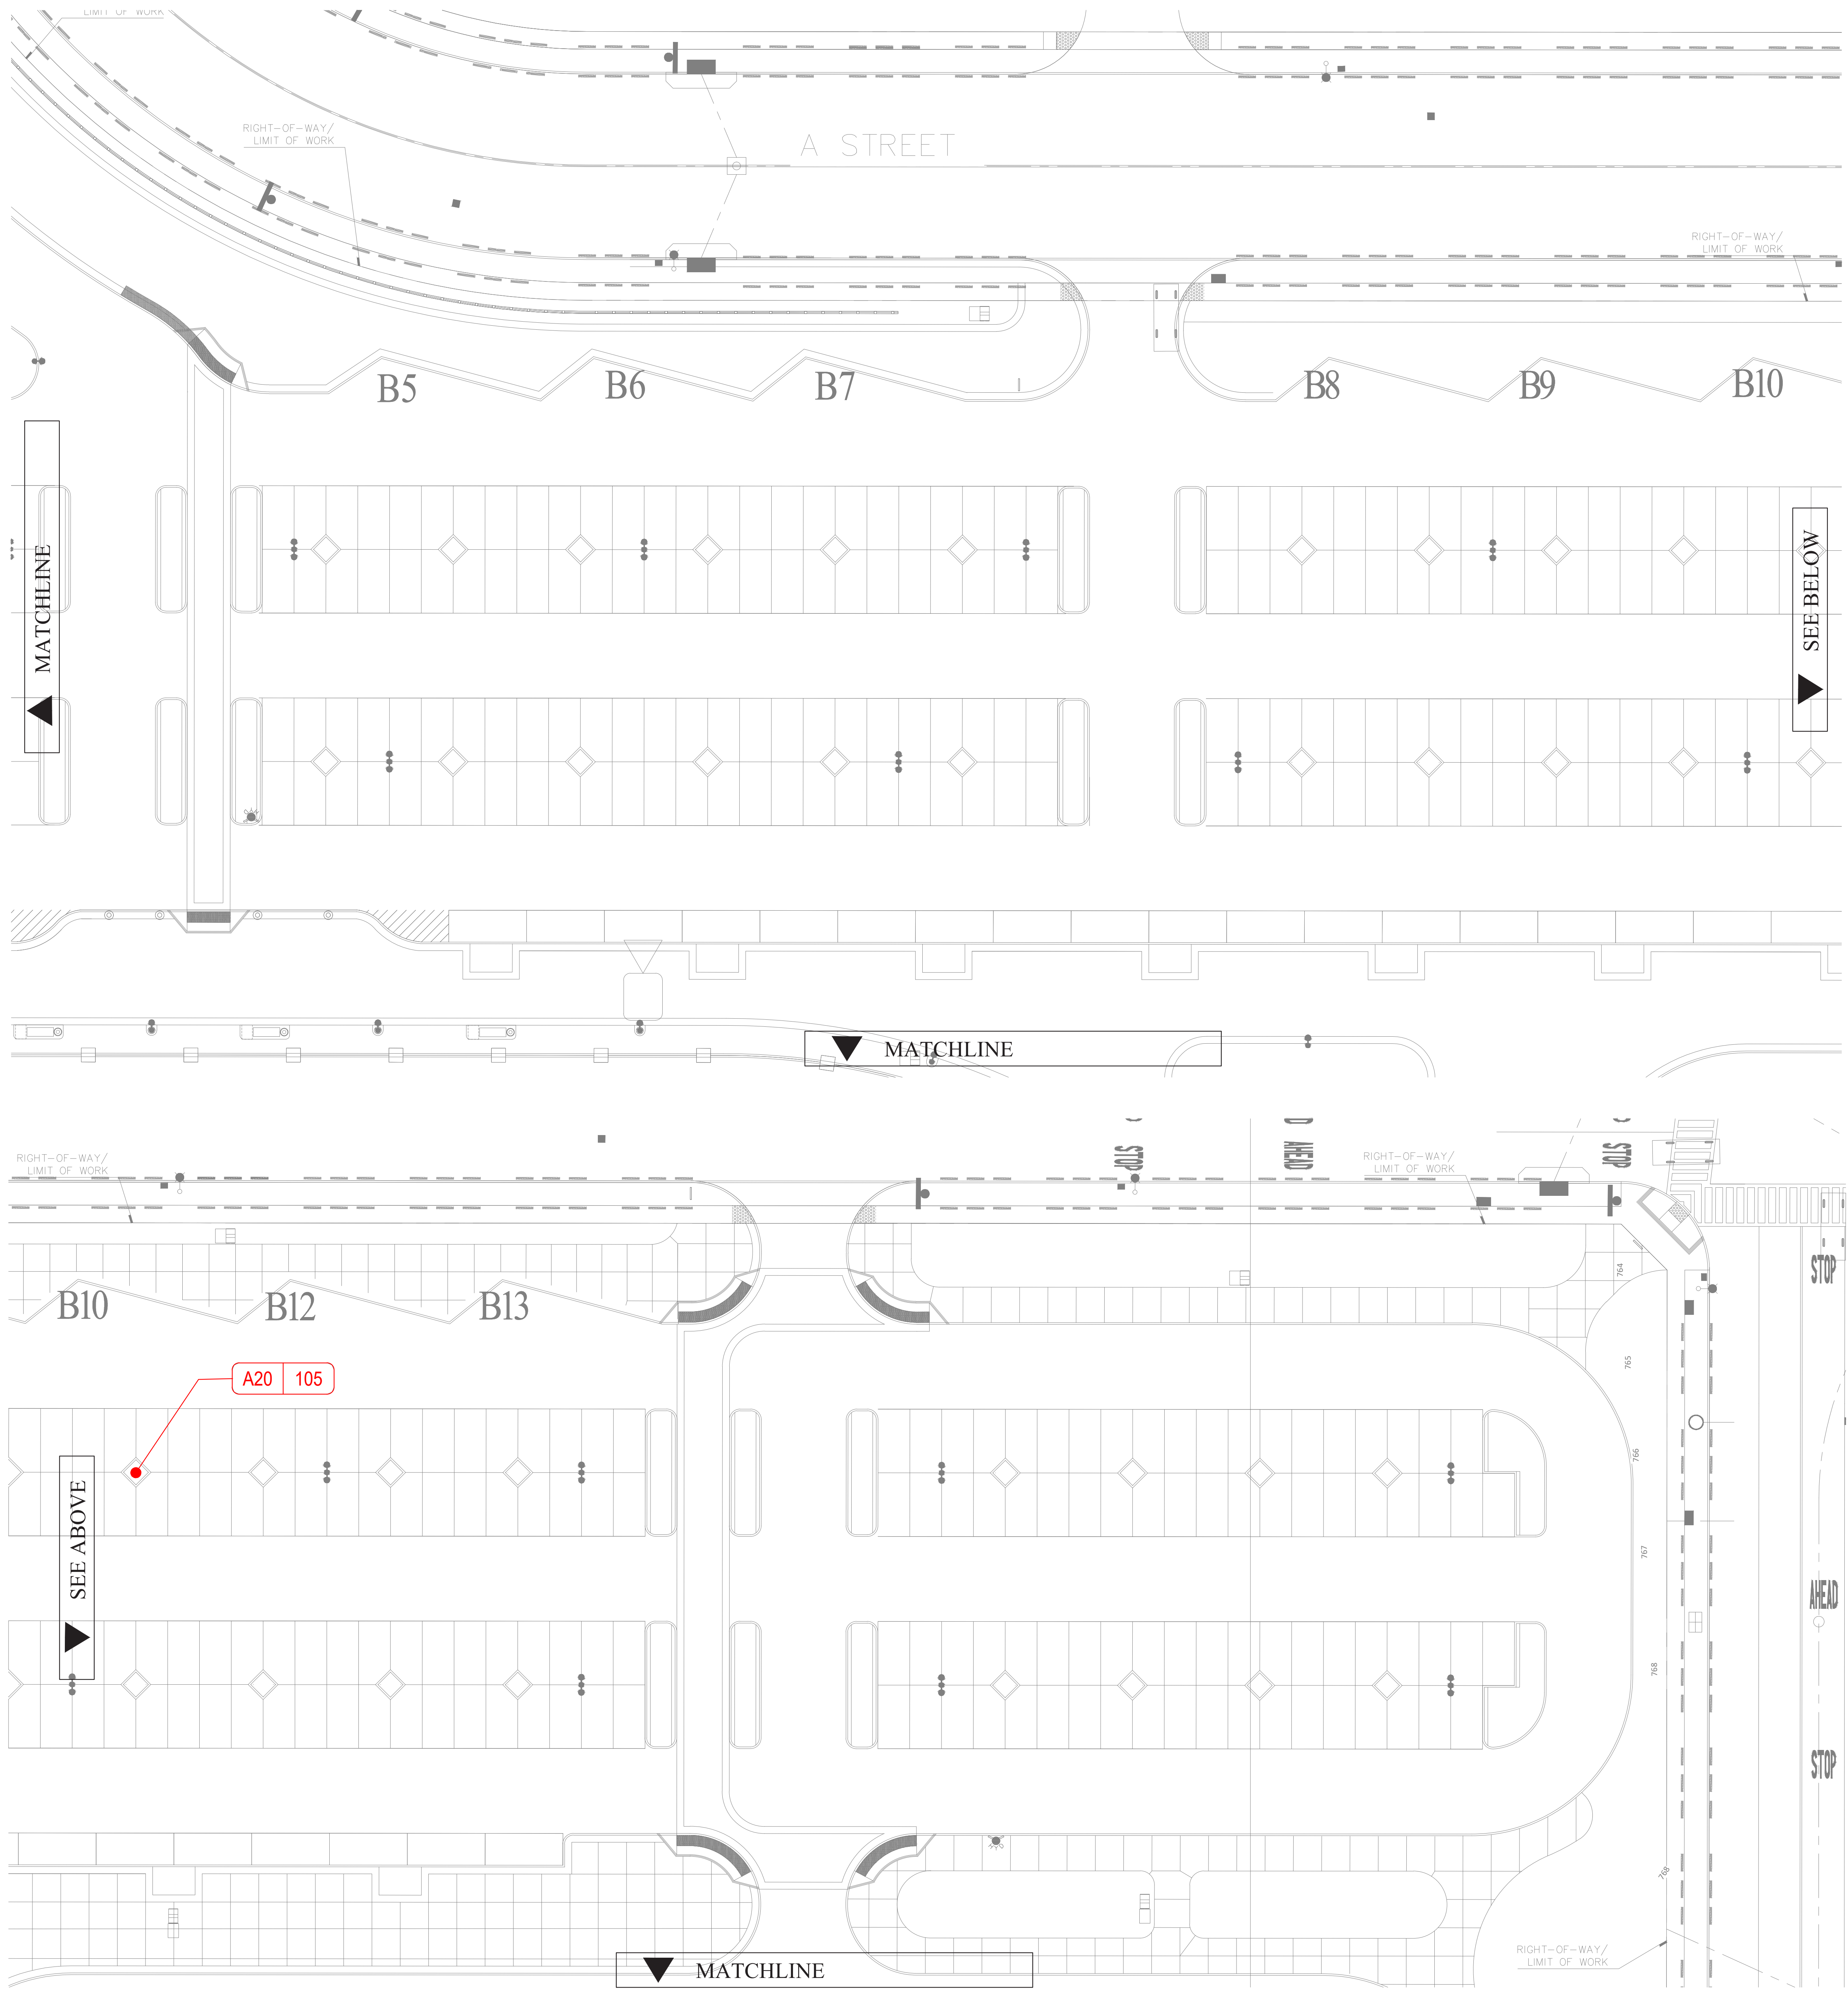 LIMIT OF WORK
RIGHT-OF-WAY/
LIMIT OF WORK
A STREET
RIGHT-OF-WAY/
LIMIT OF WORK
B5
B6
B7
B8
B9
B10
MATCHLINE
SEE BELOW
MATCHLINE
RIGHT-OF-WAY/
LIMIT OF WORK
STOP
AHEAD
STOP
RIGHT-OF-WAY/
LIMIT OF WORK
STOP
764
B10
B12
B13
765
A20 105
766
SEE ABOVE
767
AHEAD
768
STOP
768
RIGHT-OF-WAY/
LIMIT OF WORK
MATCHLINE